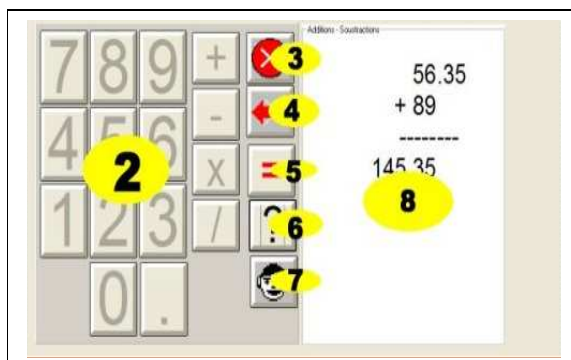 Additions - Soustractions
7 8 9 + 3
56.35
4 5 6 - 4
+ 89
--------
2 x = 5
145.35
1 2 3 / ? 6
8
0 . 7